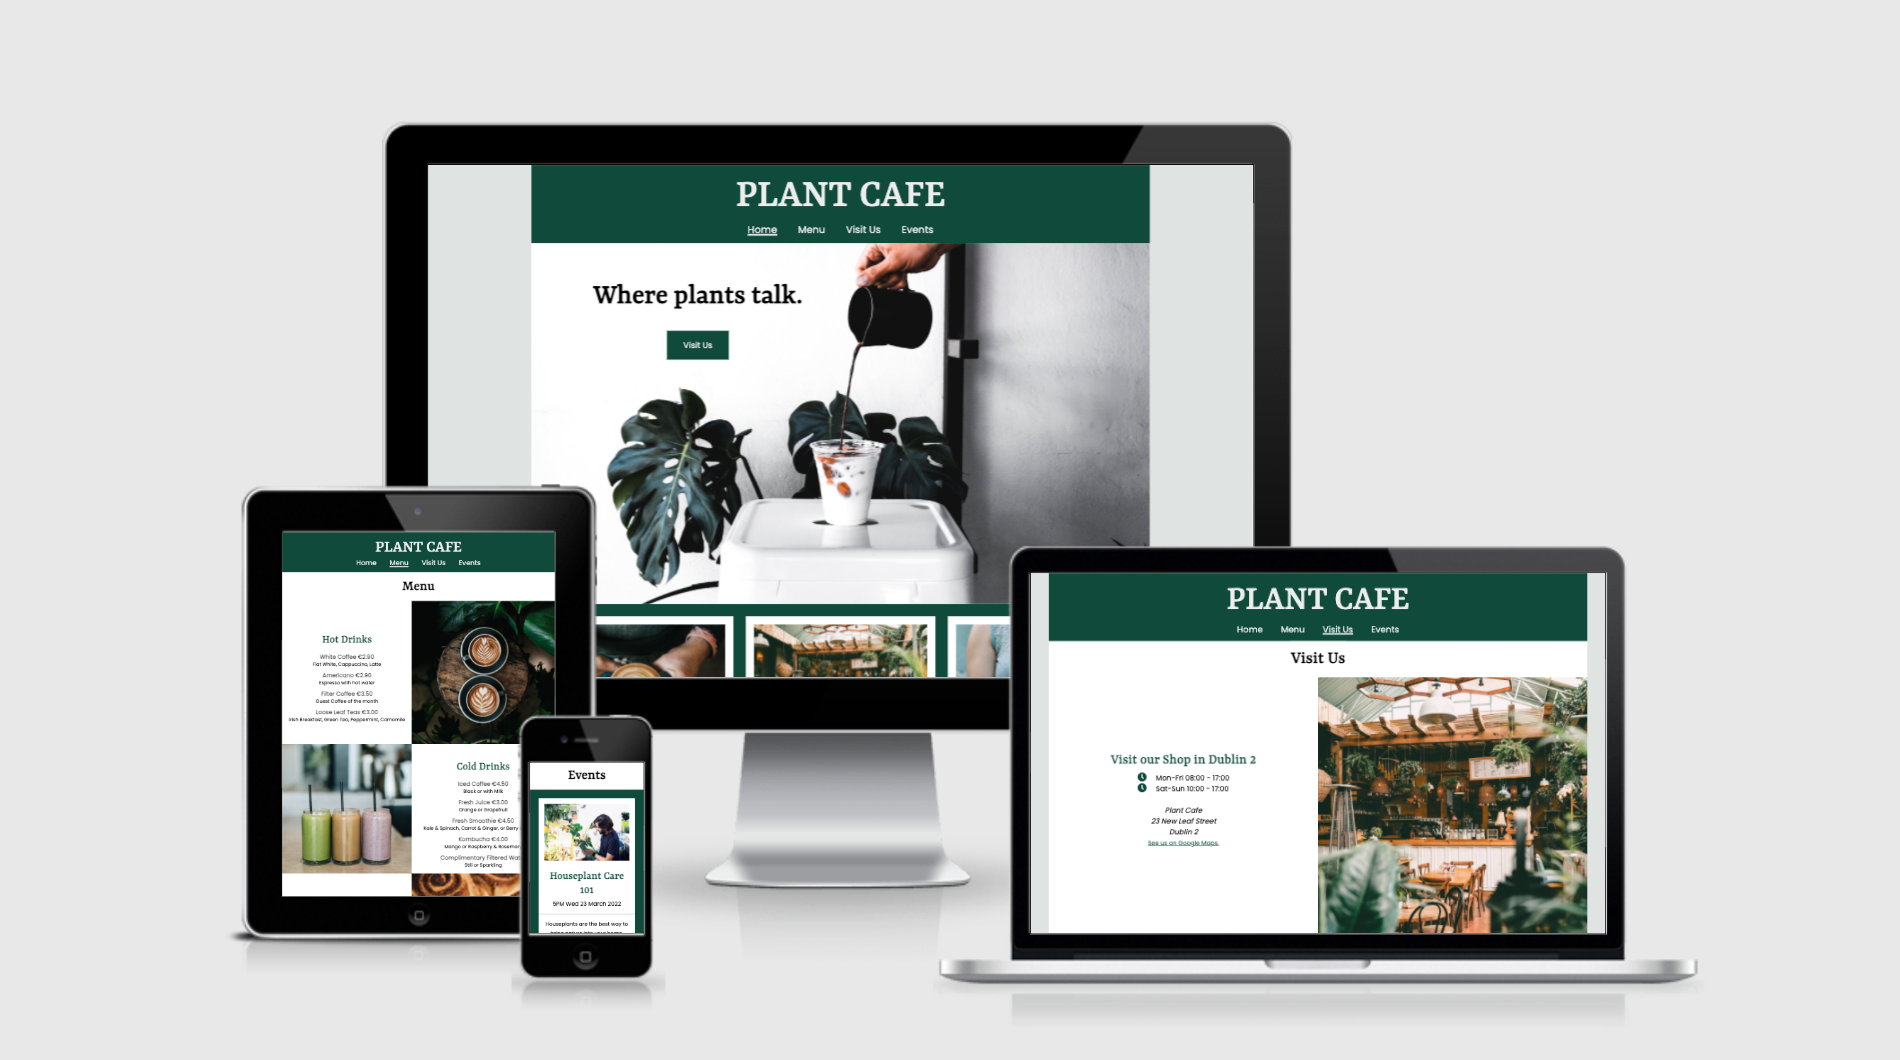 PLANT CAFE
Home Menu Visit Us Events
Where plants talk.
Visit Us
PLANT CAFE
Home Menu Visit Us Events
Menu
Hot Drinks
White Coffee €2.90
Flat White, Cappuccino, Latte
Americano €2.90
Espresso with hot water
Filter Coffee €3.50
Guest Coffee of the month
Loose Leaf Teas €3.00
Irish Breakfast, Green Tea, Peppermint, Camomile
Cold Drinks
Iced Coffee €4.50
Black or with Milk
Fresh Juice €3.00
Orange or Grapefruit
Fresh Smoothie €4.50
Kale & Spinach, Carrot & Ginger, or Berry
Kombucha €4.00
Mango or Raspberry & Rosemar
Complimentary Filtered Wat
Still or Sparkling
Events
Houseplant Care
101
5PM Wed 23 March 2022
Houseplants are the best way to
PLANT CAFE
Home Menu Visit Us Events
Visit Us
Visit our Shop in Dublin 2
Mon-Fri 08:00 - 17:00
Sat-Sun 10:00 - 17:00
Plant Cafe
23 New Leaf Street
Dublin 2
See us on Google Maps.